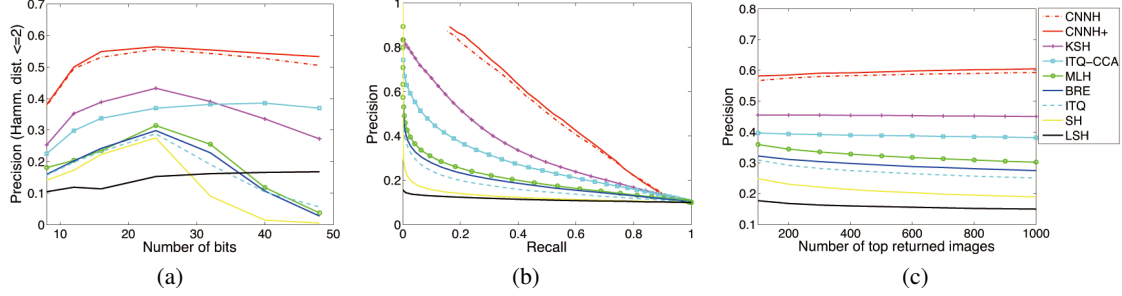 Precision (Hamm. dist. <=2)
0.7
0.6
0.5
0.4
0.3
0.2
0.1
0
10
20
30
40
50
Number of bits
(a)
Precision
1
0.8
0.6
0.4
0.2
0
0
0.2
0.4
0.6
0.8
1
Recall
(b)
Precision
0.8
0.7
0.6
0.5
0.4
0.3
0.2
0.1
200
400
600
800
1000
Number of top returned images
(c)
CNNH
CNNH+
KSH
ITQ-CCA
MLH
BRE
ITQ
SH
LSH